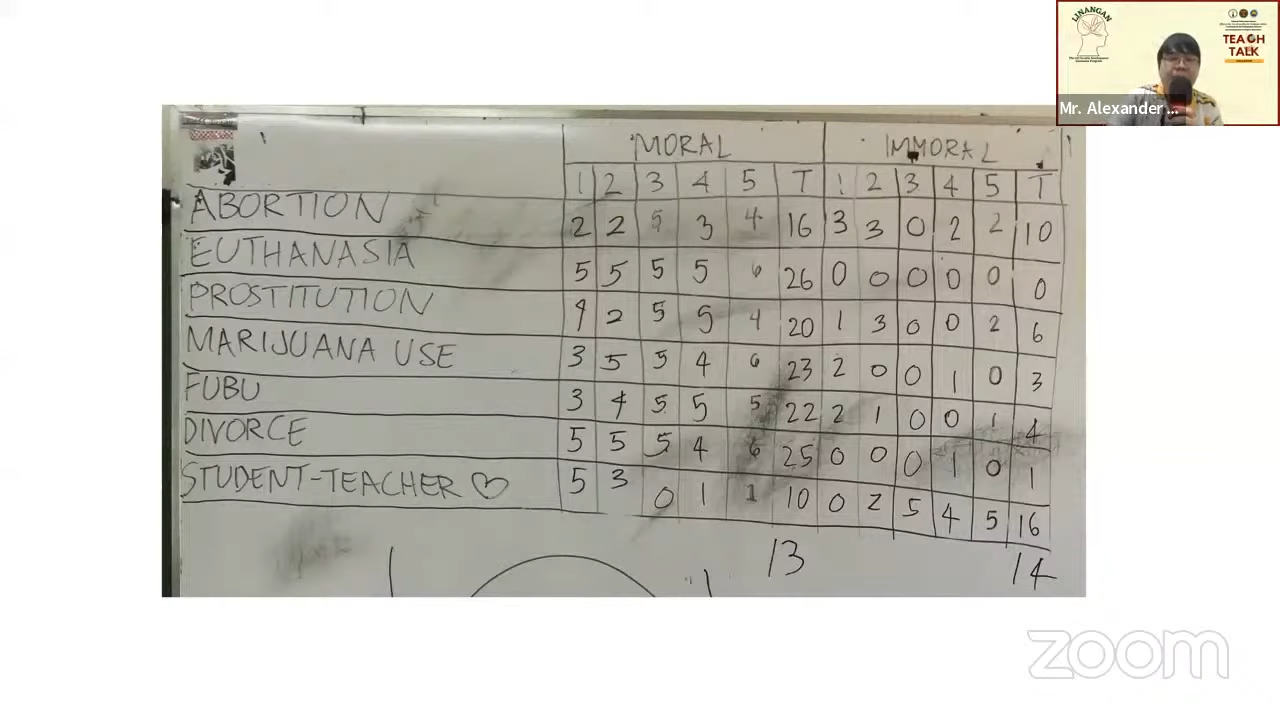 LINANGAN
TEACH
TALK
Mr. Alexander ...
MORAL IMMORAL
1 2 3 4 5 T 1 2 3 4 5 T
ABORTION 2 2 5 3 4 16 3 3 0 2 2 10
EUTHANASIA 5 5 5 5 6 26 0 0 0 0 0 0
PROSTITUTION 4 2 5 5 4 20 1 3 0 0 2 6
MARIJUANA USE 3 5 5 4 6 23 2 0 0 1 0 3
FUBU 3 4 5 5 5 22 2 1 0 0 1 4
DIVORCE 5 5 5 4 6 25 0 0 0 1 0 1
STUDENT-TEACHER ♡ 5 3 0 1 1 10 0 2 5 4 5 16
13 14
zoom